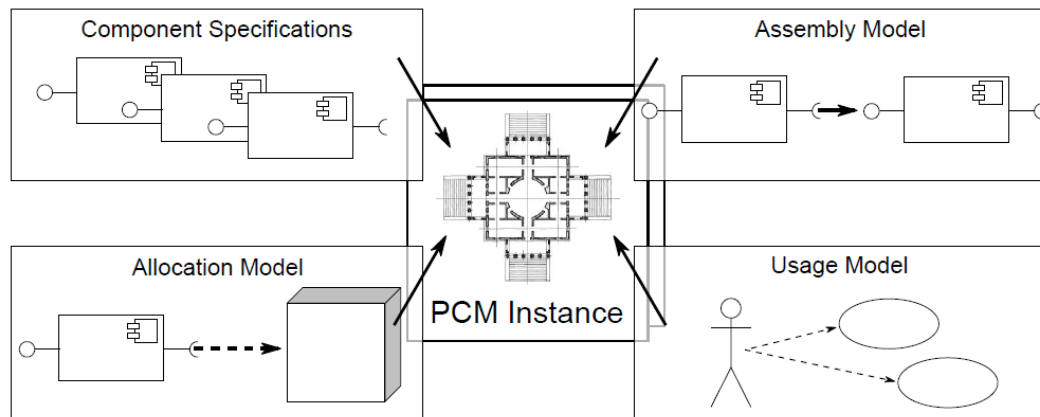 Component Specifications
Assembly Model
Allocation Model
PCM Instance
Usage Model